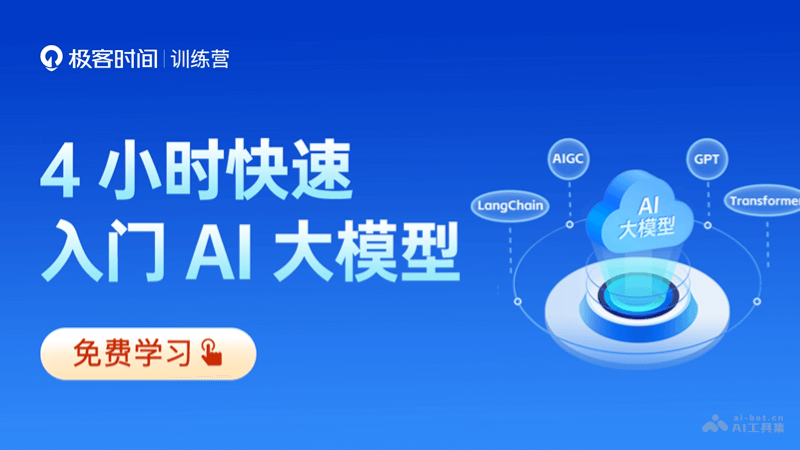 极客时间 | 训练营
4 小时快速
入门 AI 大模型
免费学习
AIGC
GPT
LangChain
Transformer
AI
大模型
ai-bot.cn
AI工具集